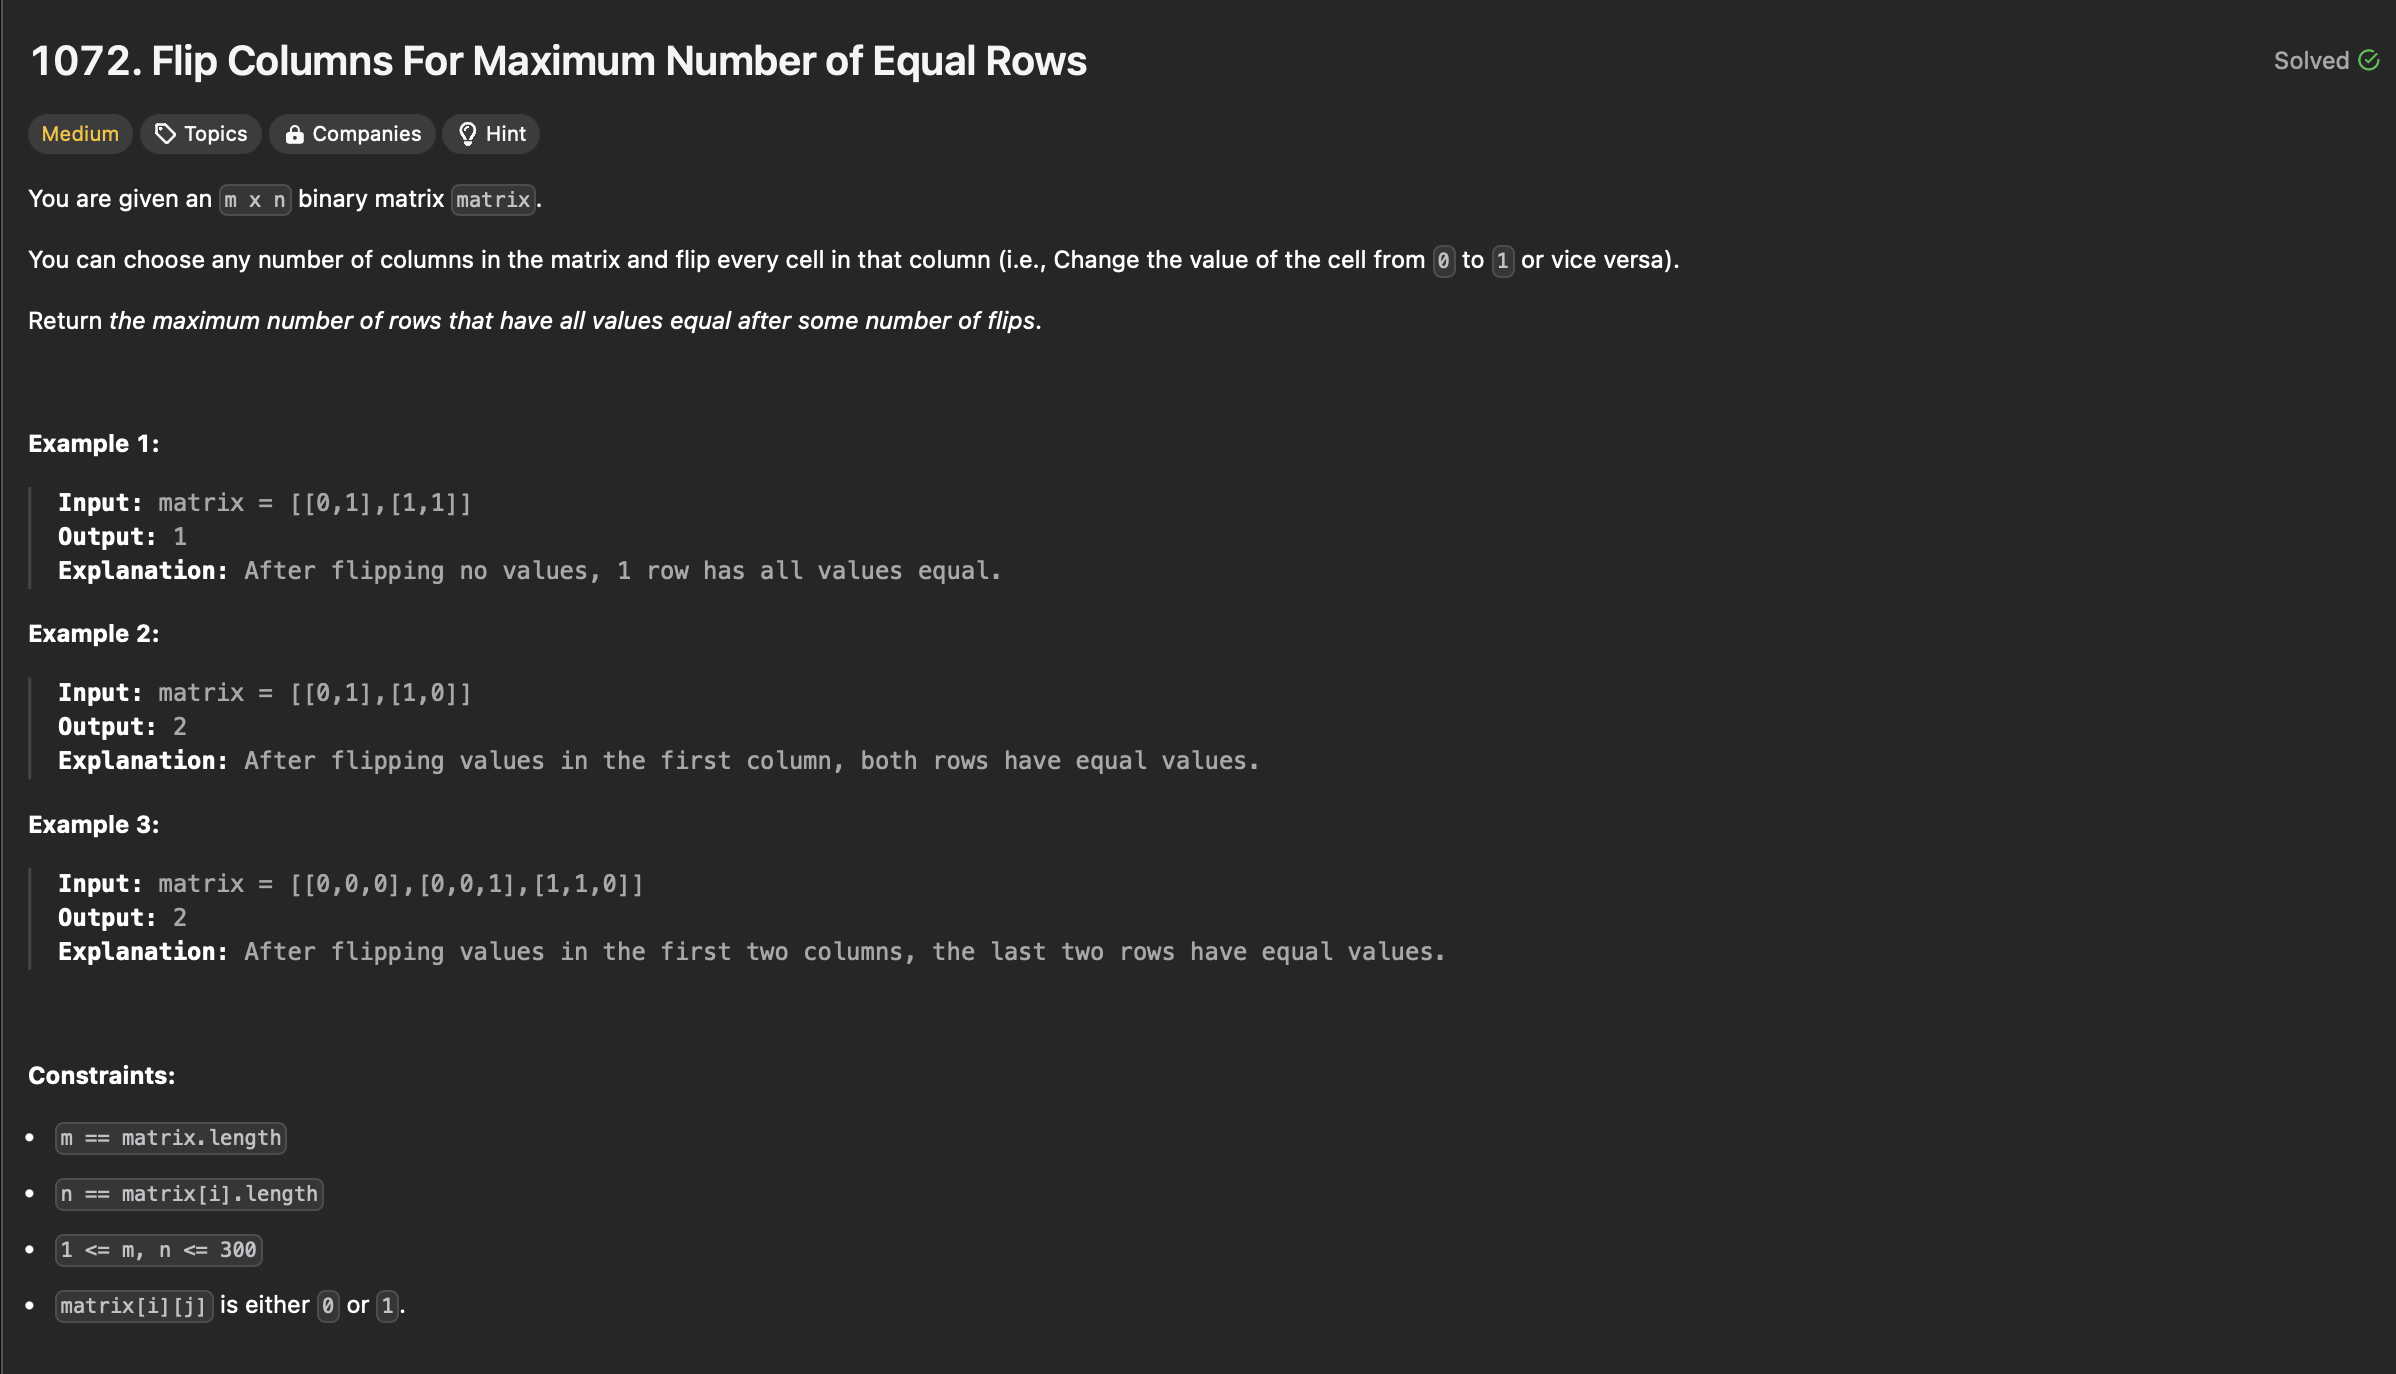 1072. Flip Columns For Maximum Number of Equal Rows
Solved
Medium Topics Companies Hint
You are given an m x n binary matrix matrix.
You can choose any number of columns in the matrix and flip every cell in that column (i.e., Change the value of the cell from 0 to 1 or vice versa).
Return the maximum number of rows that have all values equal after some number of flips.
Example 1:
Input: matrix = [[0,1],[1,1]]
Output: 1
Explanation: After flipping no values, 1 row has all values equal.
Example 2:
Input: matrix = [[0,1],[1,0]]
Output: 2
Explanation: After flipping values in the first column, both rows have equal values.
Example 3:
Input: matrix = [[0,0,0],[0,0,1],[1,1,0]]
Output: 2
Explanation: After flipping values in the first two columns, the last two rows have equal values.
Constraints:
m == matrix.length
n == matrix[i].length
1 <= m, n <= 300
matrix[i][j] is either 0 or 1.